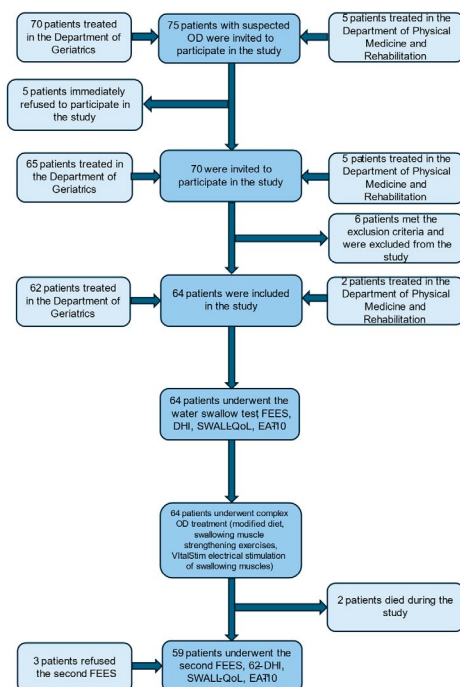 70 patients treated
in the Department of
Geriatrics
75 patients with suspected
OD were invited to
participate in the study
5 patients treated in the
Department of Physical
Medicine and
Rehabilitation
5 patients immediately
refused to participate in
the study
65 patients treated in
the Department of
Geriatrics
70 were invited to
participate in the study
5 patients treated in the
Department of Physical
Medicine and
Rehabilitation
6 patients met the
exclusion criteria and
were excluded from the
study
62 patients treated
in the Department of
Geriatrics
64 patients were included
in the study
2 patients treated in the
Department of Physical
Medicine and
Rehabilitation
64 patients underwent the
water swallow test, FEES,
DHI, SWALL-QoL, EAT-10
64 patients underwent complex
OD treatment (modified diet,
swallowing muscle
strengthening exercises,
VitalStim electrical stimulation
of swallowing muscles)
2 patients died during the
study
3 patients refused
the second FEES
59 patients underwent the
second FEES, 62-DHI,
SWALL-QoL, EAT-10